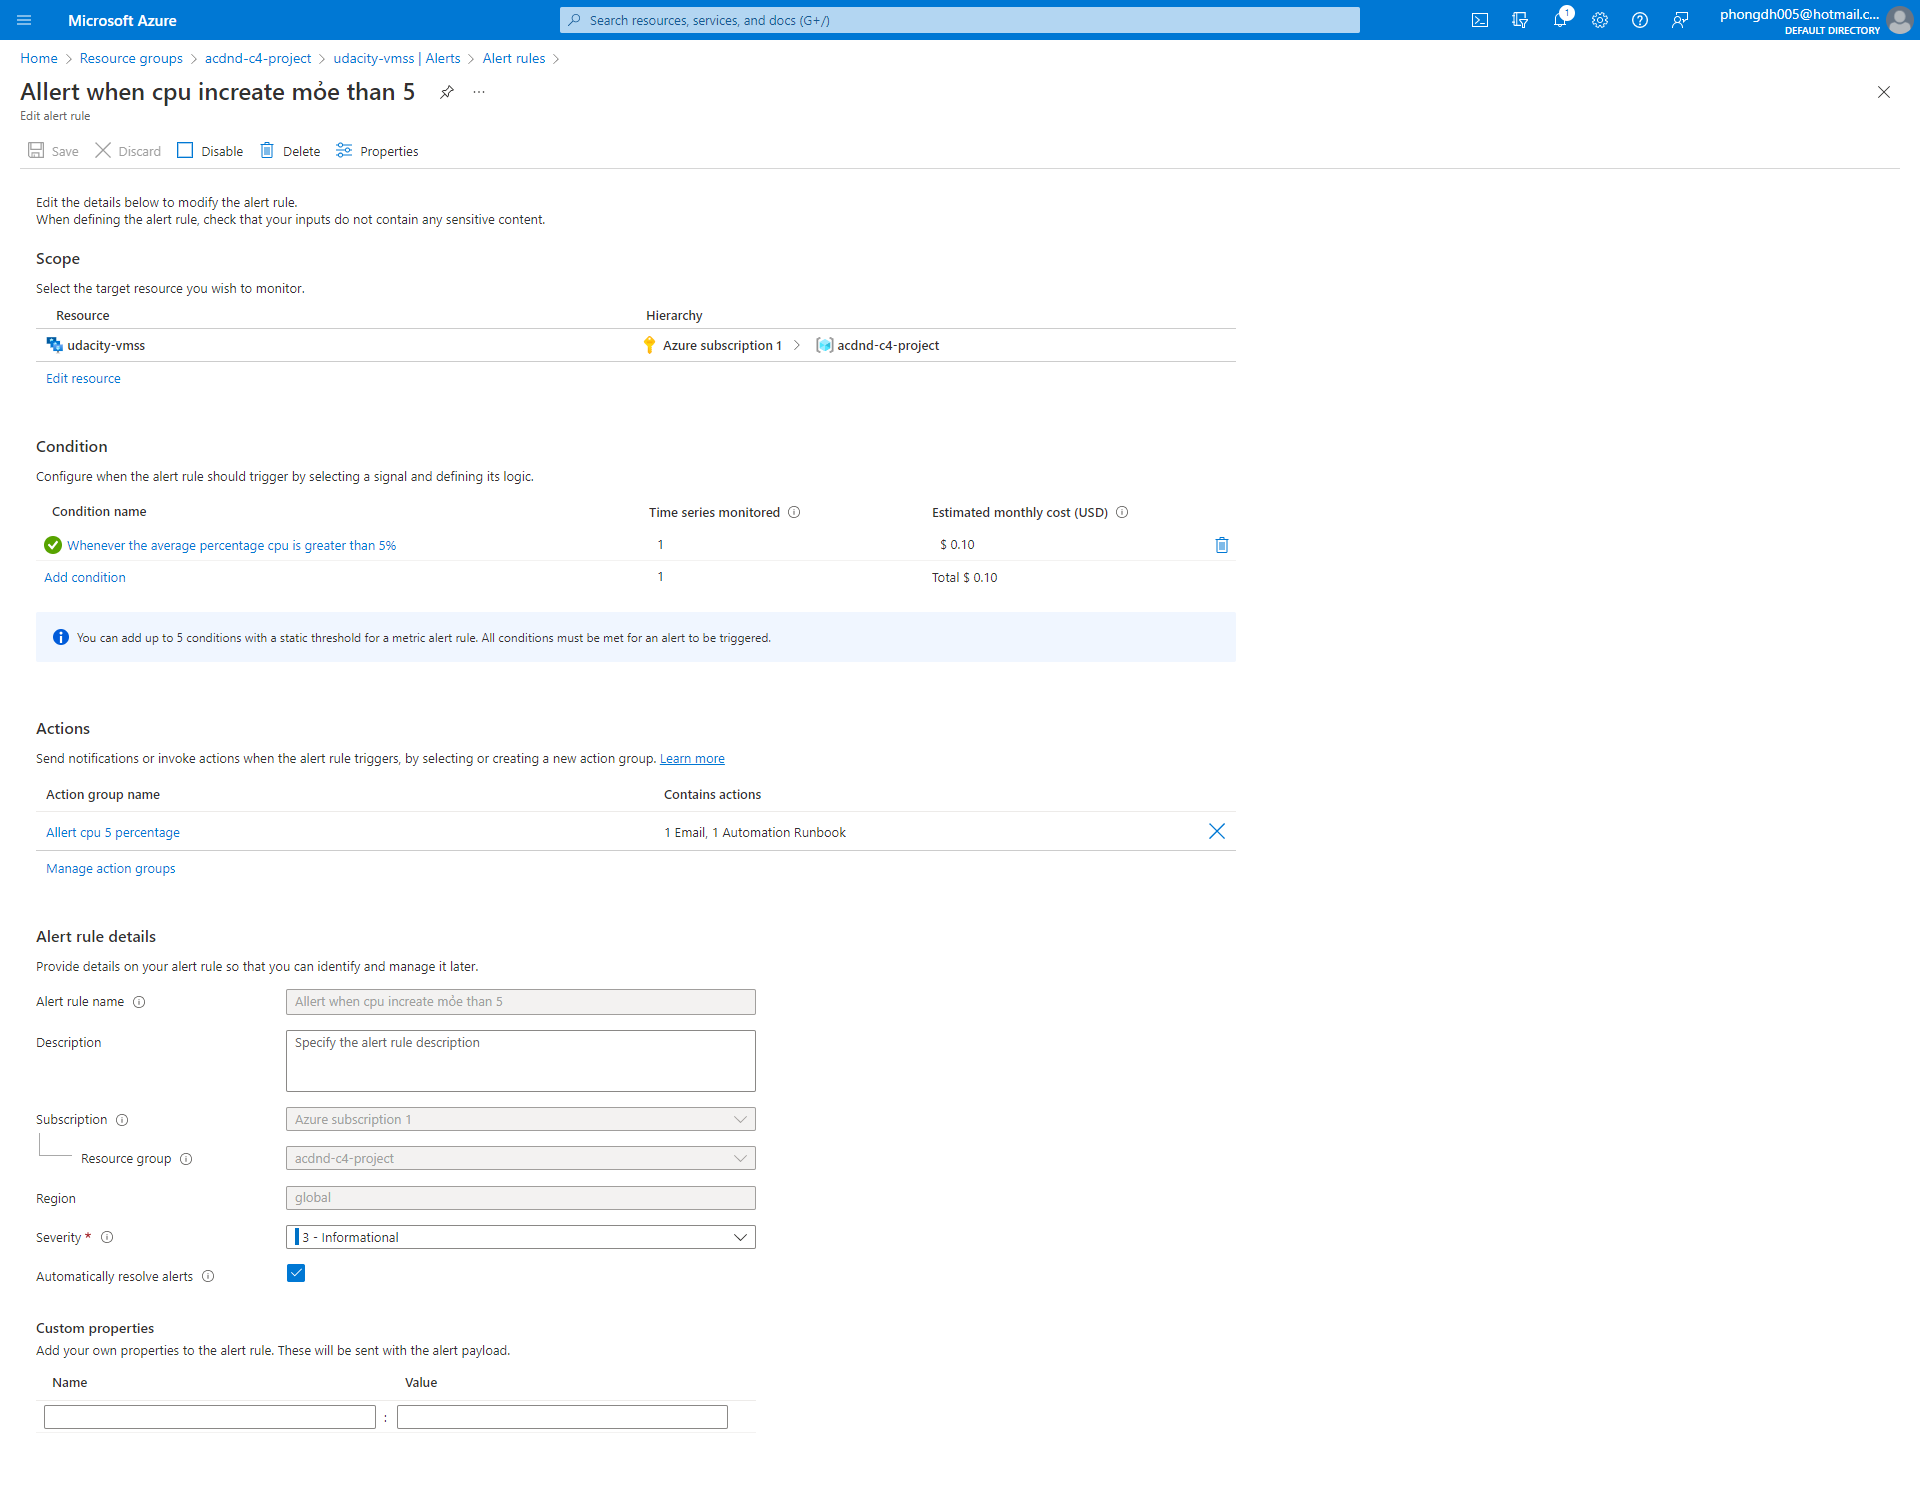 Microsoft Azure
Search resources, services, and docs (G+/)
1
phongdh005@hotmail.c...
DEFAULT DIRECTORY
Home > Resource groups > acdnd-c4-project > udacity-vmss | Alerts > Alert rules >
Allert when cpu increate mỏe than 5
Edit alert rule
Save Discard Disable Delete Properties
Edit the details below to modify the alert rule.
When defining the alert rule, check that your inputs do not contain any sensitive content.
Scope
Select the target resource you wish to monitor.
Resource Hierarchy
udacity-vmss Azure subscription 1 > acdnd-c4-project
Edit resource
Condition
Configure when the alert rule should trigger by selecting a signal and defining its logic.
Condition name Time series monitored Estimated monthly cost (USD)
Whenever the average percentage cpu is greater than 5% 1 $ 0.10
Add condition 1 Total $ 0.10
You can add up to 5 conditions with a static threshold for a metric alert rule. All conditions must be met for an alert to be triggered.
Actions
Send notifications or invoke actions when the alert rule triggers, by selecting or creating a new action group. Learn more
Action group name Contains actions
Allert cpu 5 percentage 1 Email, 1 Automation Runbook
Manage action groups
Alert rule details
Provide details on your alert rule so that you can identify and manage it later.
Alert rule name Allert when cpu increate mỏe than 5
Description Specify the alert rule description
Subscription Azure subscription 1
Resource group acdnd-c4-project
Region global
Severity * 3 - Informational
Automatically resolve alerts
Custom properties
Add your own properties to the alert rule. These will be sent with the alert payload.
Name Value
: